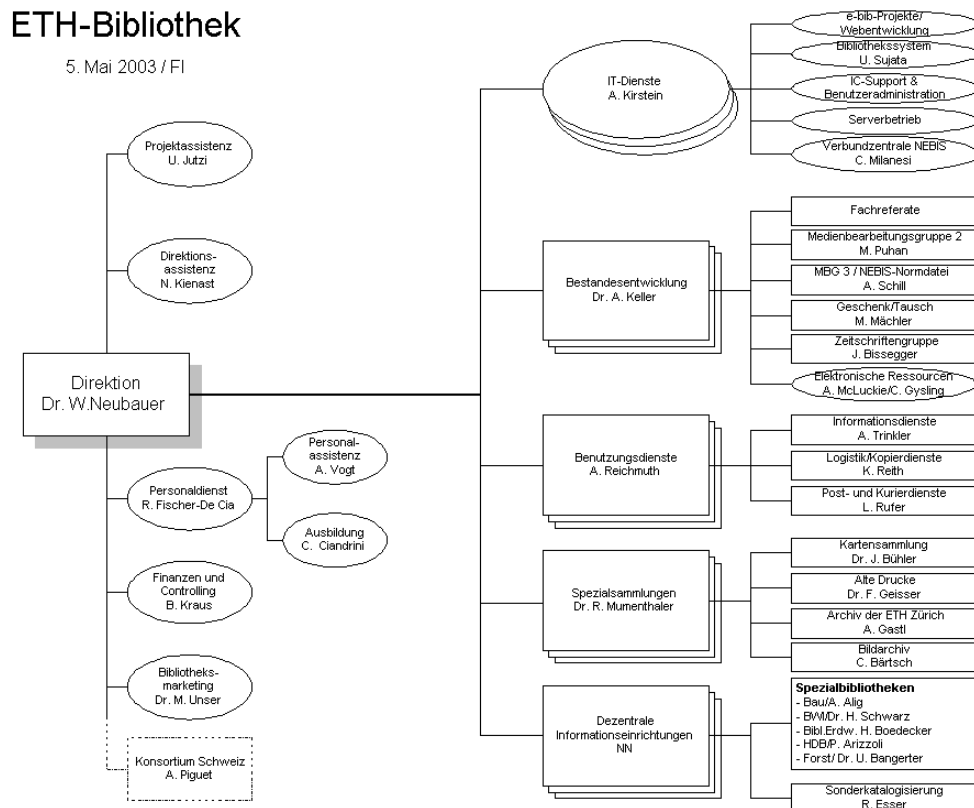 ETH-Bibliothek
5. Mai 2003 / FI
Projektassistenz
U. Jutzi
Direktions-
assistenz
N. Kienast
Direktion
Dr. W.Neubauer
Personaldienst
R. Fischer-De Cia
Personal-
assistenz
A. Vogt
Ausbildung
C. Ciandrini
Finanzen und
Controlling
B. Kraus
Bibliotheks-
marketing
Dr. M. Unser
Konsortium Schweiz
A. Piguet
IT-Dienste
A. Kirstein
e-bib-Projekte/
Webentwicklung
Bibliothekssystem
U. Sujata
IC-Support &
Benutzeradministration
Serverbetrieb
Verbundzentrale NEBIS
C. Milanesi
Bestandesentwicklung
Dr. A. Keller
Fachreferate
Medienbearbeitungsgruppe 2
M. Puhan
MBG 3 / NEBIS-Normdatei
A. Schill
Geschenk/Tausch
M. Mächler
Zeitschriftengruppe
J. Bissegger
Elektronische Ressourcen
A. McLuckie/C. Gysling
Benutzungsdienste
A. Reichmuth
Informationsdienste
A. Trinkler
Logistik/Kopierdienste
K. Reith
Post- und Kurierdienste
L. Rufer
Spezialsammlungen
Dr. R. Mumenthaler
Kartensammlung
Dr. J. Bühler
Alte Drucke
Dr. F. Geisser
Archiv der ETH Zürich
A. Gastl
Bildarchiv
C. Bärtsch
Dezentrale
Informationseinrichtungen
NN
Spezialbibliotheken
- Bau/A. Alig
- BWI/Dr. H. Schwarz
- Bibl.Erdw. H. Boedecker
- HDB/P. Arizzoli
- Forst/ Dr. U. Bangerter
Sonderkatalogisierung
R. Esser